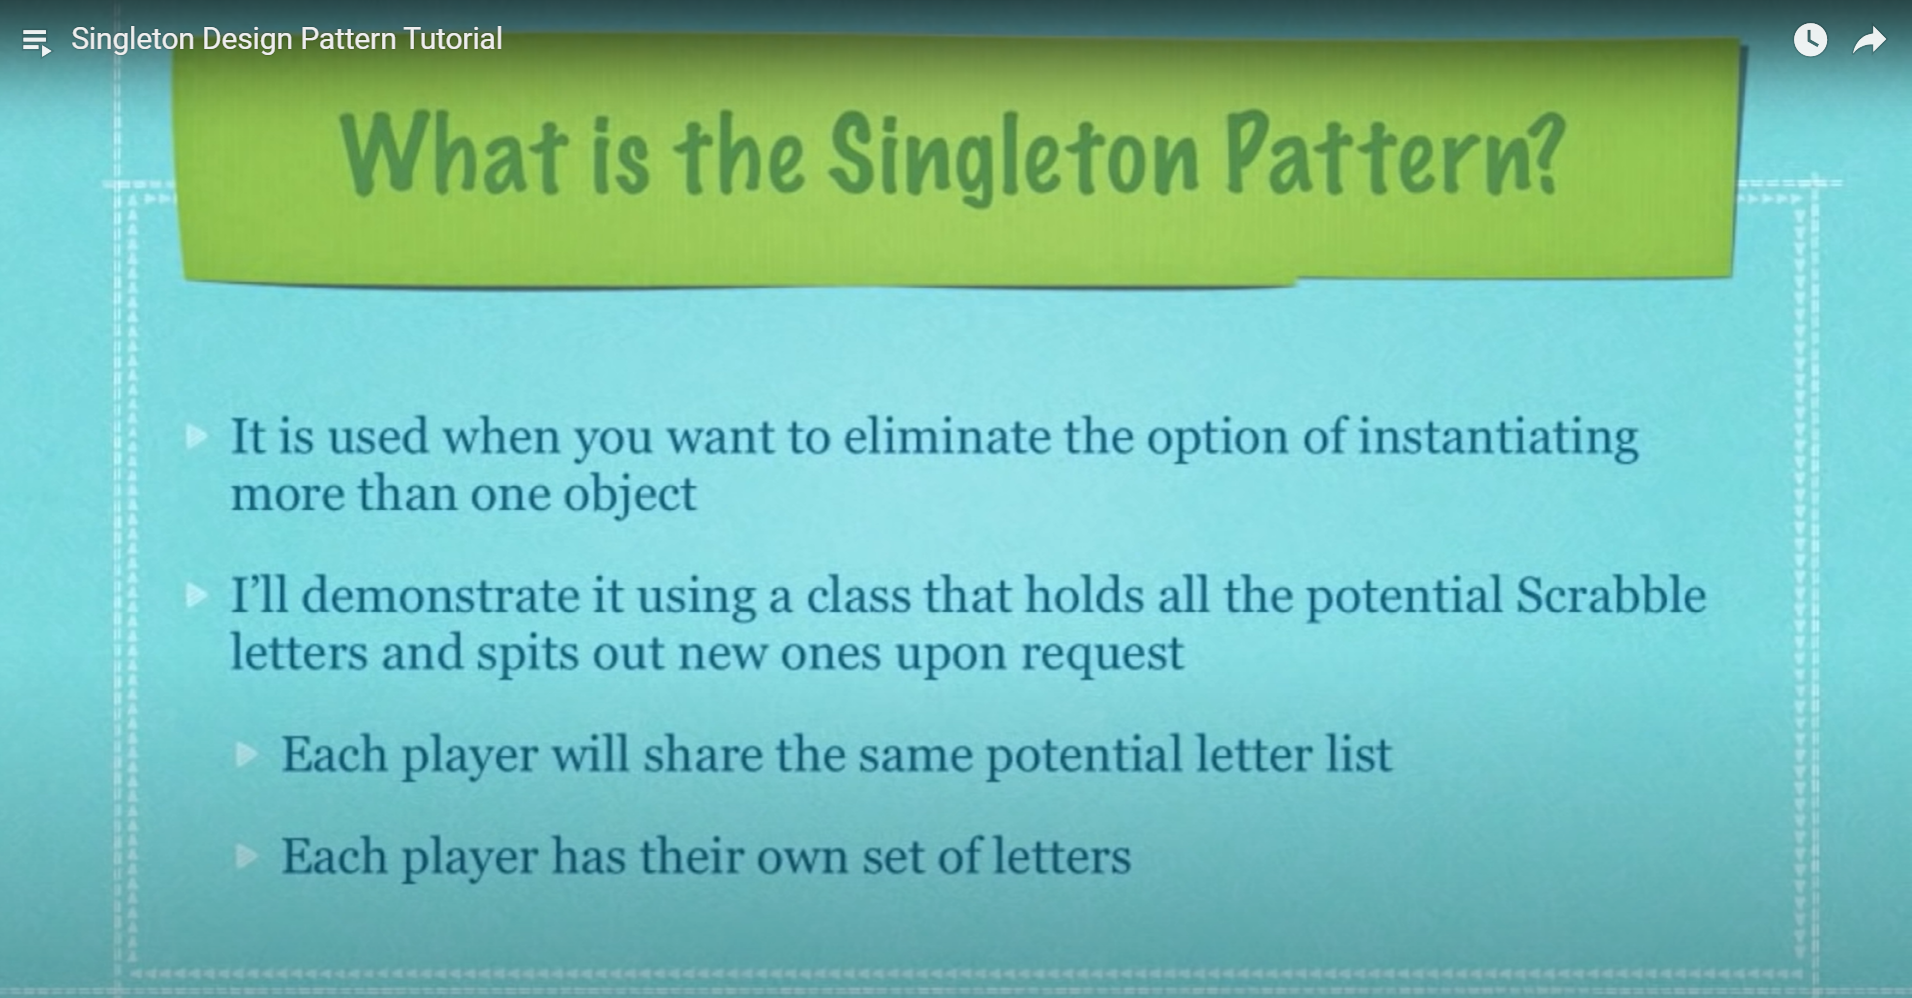 Singleton Design Pattern Tutorial
What is the Singleton Pattern?
It is used when you want to eliminate the option of instantiating
more than one object
I’ll demonstrate it using a class that holds all the potential Scrabble
letters and spits out new ones upon request
Each player will share the same potential letter list
Each player has their own set of letters